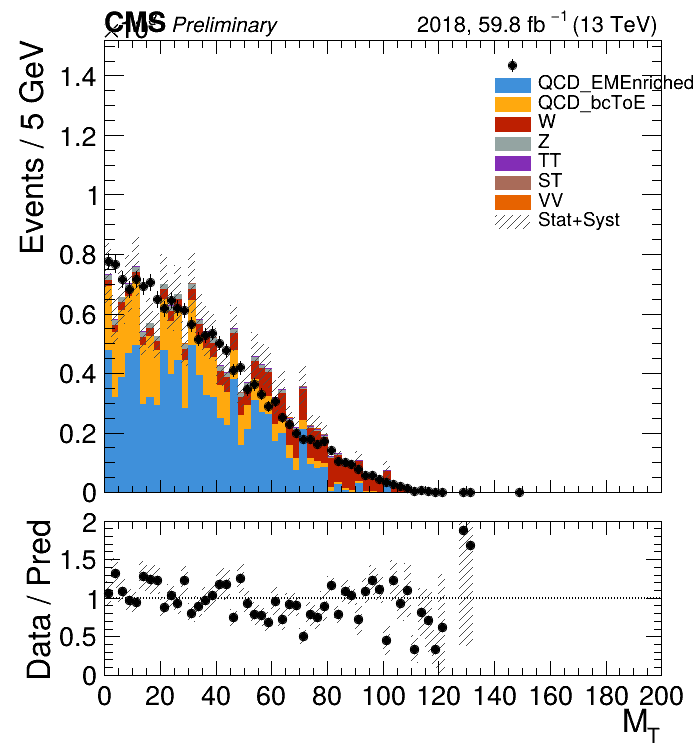 CMS Preliminary 2018, 59.8 fb⁻¹ (13 TeV)
Events / 5 GeV
1.4
1.2
1
0.8
0.6
0.4
0.2
0
QCD_EMEnriched
QCD_bcToE
W
Z
TT
ST
VV
Stat+Syst
Data / Pred
2
1.5
1
0.5
0
0 20 40 60 80 100 120 140 160 180 200
M_T